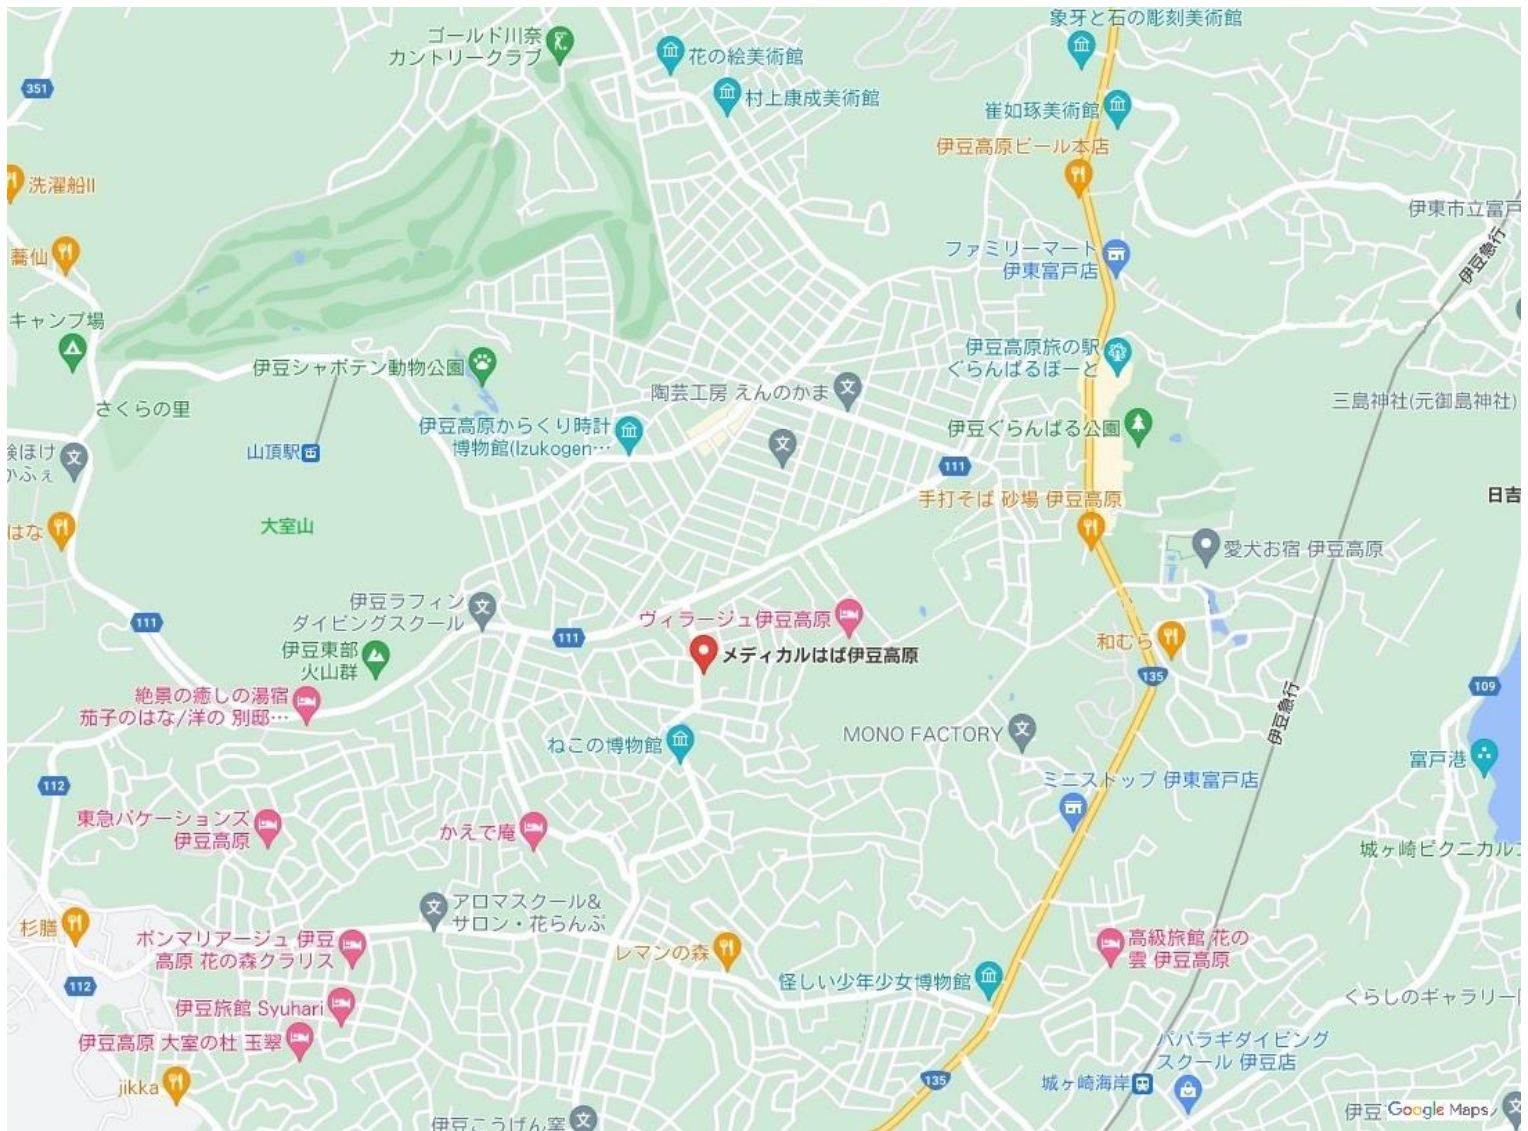 象牙と石の彫刻美術館
ゴールド川奈
カントリークラブ
花の絵美術館
351
村上康成美術館
崔如琢美術館
伊豆高原ビール本店
洗濯船II
伊東市立富戸
伊豆急行
蕎仙
ファミリーマート
伊東富戸店
キャンプ場
伊豆シャボテン動物公園
伊豆高原旅の駅
ぐらんぱるぽーと
陶芸工房 えんのかま
さくらの里
三島神社(元御島神社)
伊豆高原からくり時計
博物館(Izukogen…
伊豆ぐらんぱる公園
山頂駅
験ほけ
かふぇ
111
手打そば 砂場 伊豆高原
日吉
大室山
はな
愛犬お宿 伊豆高原
伊豆ラフィン
ダイビングスクール
ヴィラージュ伊豆高原
111
111
和むら
伊豆東部
火山群
メディカルはば伊豆高原
135
109
絶景の癒しの湯宿
茄子のはな/洋の 別邸…
伊豆急行
ねこの博物館
MONO FACTORY
富戸港
112
ミニストップ 伊東富戸店
東急バケーションズ
伊豆高原
かえで庵
城ヶ崎ピクニカルコ
アロマスクール&
サロン・花らんぷ
杉膳
ボンマリアージュ 伊豆
高原 花の森クラリス
レマンの森
高級旅館 花の
雲 伊豆高原
怪しい少年少女博物館
112
伊豆旅館 Syuhari
くらしのギャラリー
伊豆高原 大室の杜 玉翠
パパラギダイビング
スクール 伊豆店
jikka
135
城ヶ崎海岸
伊豆こうげん窯
伊豆
Google Maps